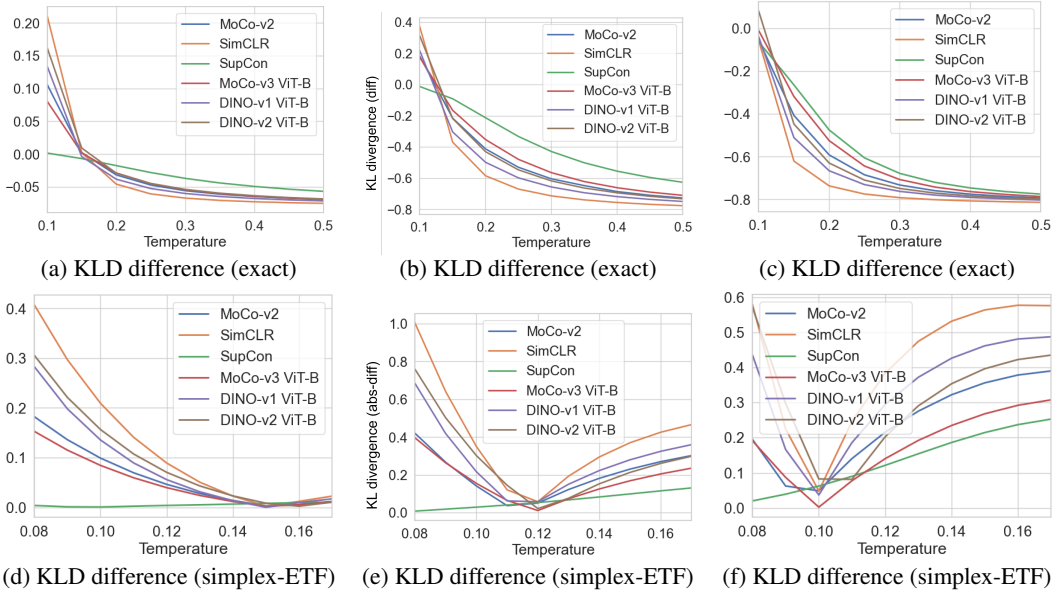 0.20
0.15
0.10
0.05
0.00
−0.05
0.1 0.2 0.3 0.4 0.5
Temperature
MoCo-v2
SimCLR
SupCon
MoCo-v3 ViT-B
DINO-v1 ViT-B
DINO-v2 ViT-B
(a) KLD difference (exact)
KL divergence (diff)
0.4
0.2
0.0
−0.2
−0.4
−0.6
−0.8
0.1 0.2 0.3 0.4 0.5
Temperature
MoCo-v2
SimCLR
SupCon
MoCo-v3 ViT-B
DINO-v1 ViT-B
DINO-v2 ViT-B
(b) KLD difference (exact)
0.0
−0.2
−0.4
−0.6
−0.8
0.1 0.2 0.3 0.4 0.5
Temperature
MoCo-v2
SimCLR
SupCon
MoCo-v3 ViT-B
DINO-v1 ViT-B
DINO-v2 ViT-B
(c) KLD difference (exact)
0.4
0.3
0.2
0.1
0.0
0.08 0.10 0.12 0.14 0.16
Temperature
MoCo-v2
SimCLR
SupCon
MoCo-v3 ViT-B
DINO-v1 ViT-B
DINO-v2 ViT-B
(d) KLD difference (simplex-ETF)
KL divergence (abs-diff)
1.0
0.8
0.6
0.4
0.2
0.0
0.08 0.10 0.12 0.14 0.16
Temperature
MoCo-v2
SimCLR
SupCon
MoCo-v3 ViT-B
DINO-v1 ViT-B
DINO-v2 ViT-B
(e) KLD difference (simplex-ETF)
0.6
0.5
0.4
0.3
0.2
0.1
0.0
0.08 0.10 0.12 0.14 0.16
Temperature
MoCo-v2
SimCLR
SupCon
MoCo-v3 ViT-B
DINO-v1 ViT-B
DINO-v2 ViT-B
(f) KLD difference (simplex-ETF)